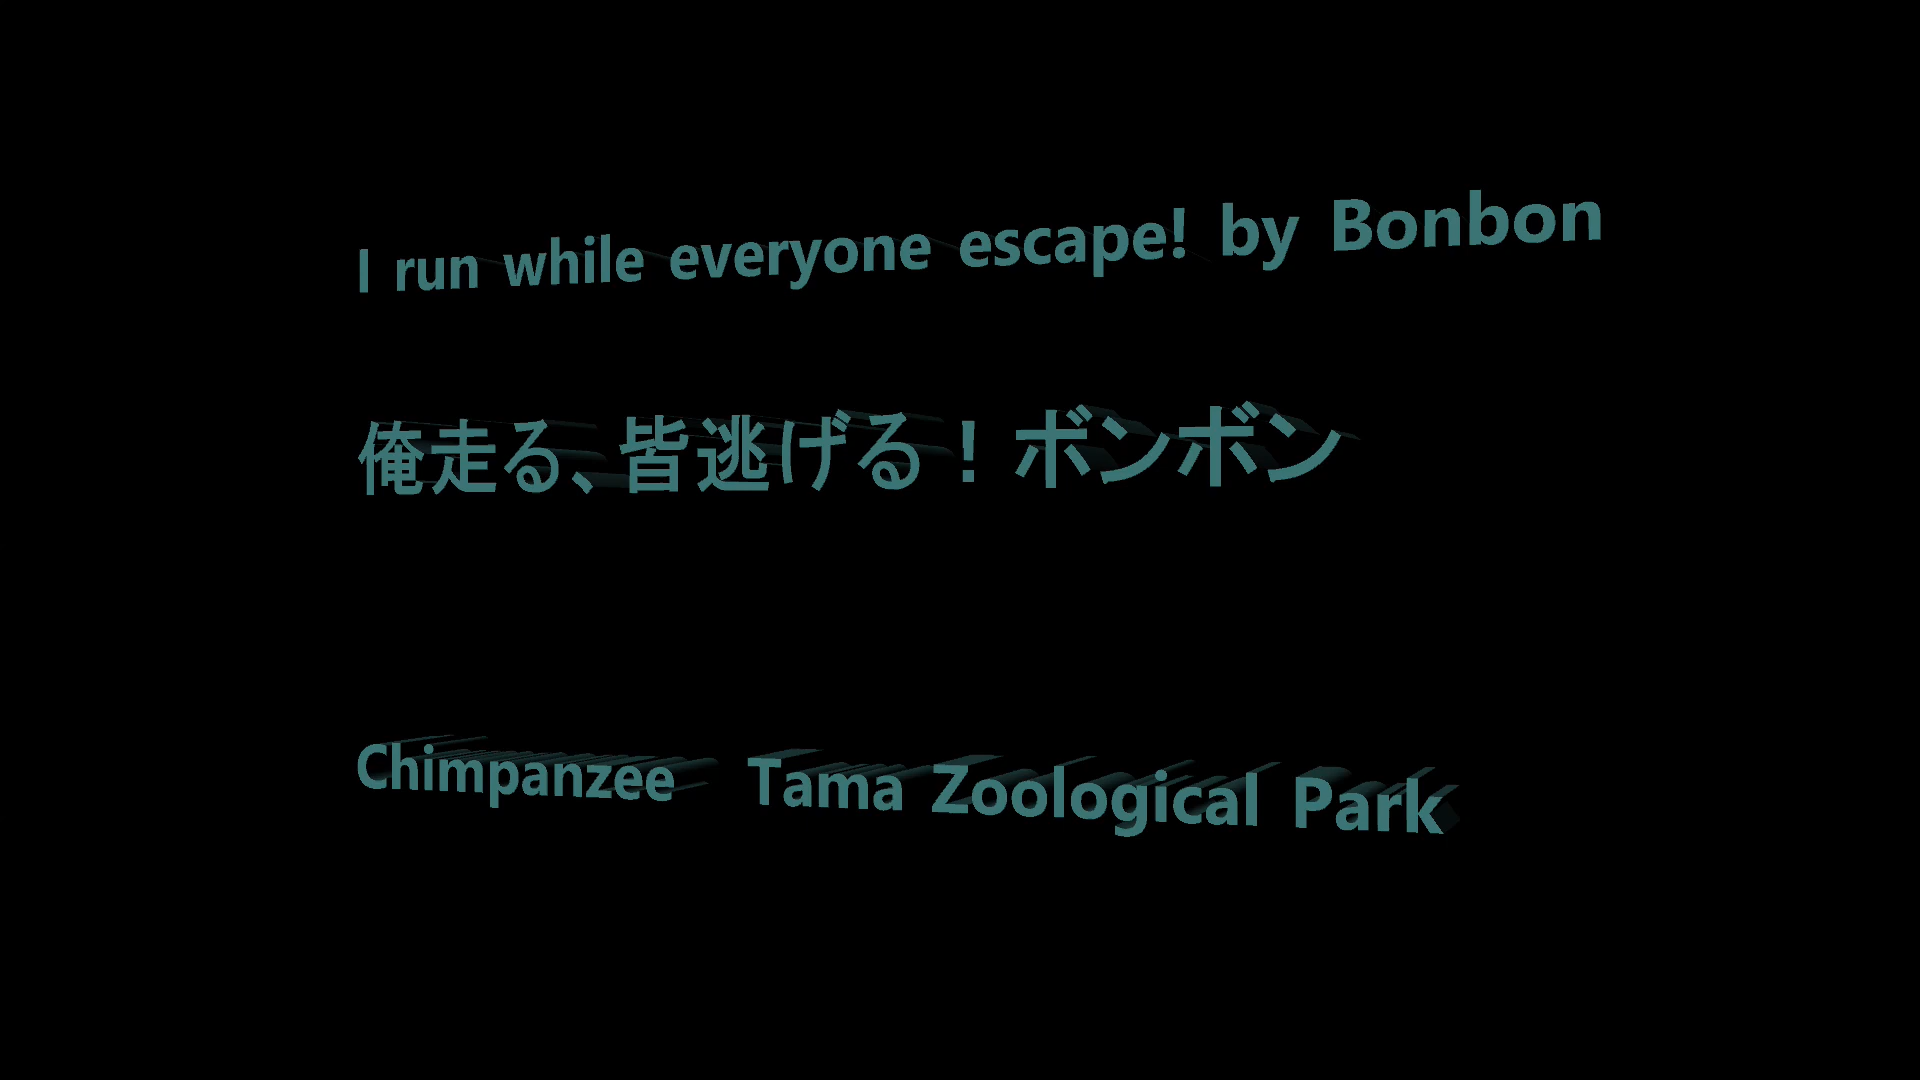 I run while everyone escape! by Bonbon
俺走る、皆逃げる！ボンボン
Chimpanzee　Tama Zoological Park